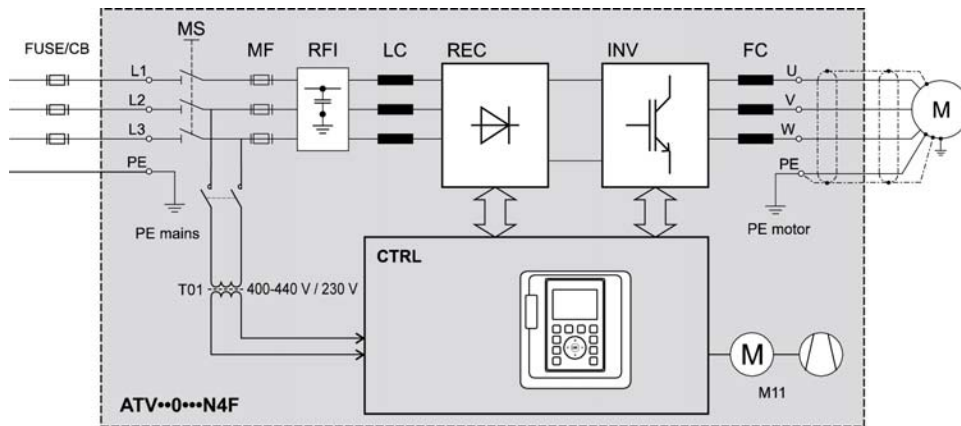 FUSE/CB
MS
MF
RFI
LC
REC
INV
FC
L1
L2
L3
PE
U
V
W
PE
M
PE mains
PE motor
T01
400-440 V / 230 V
CTRL
M
M11
ATV••0•••N4F